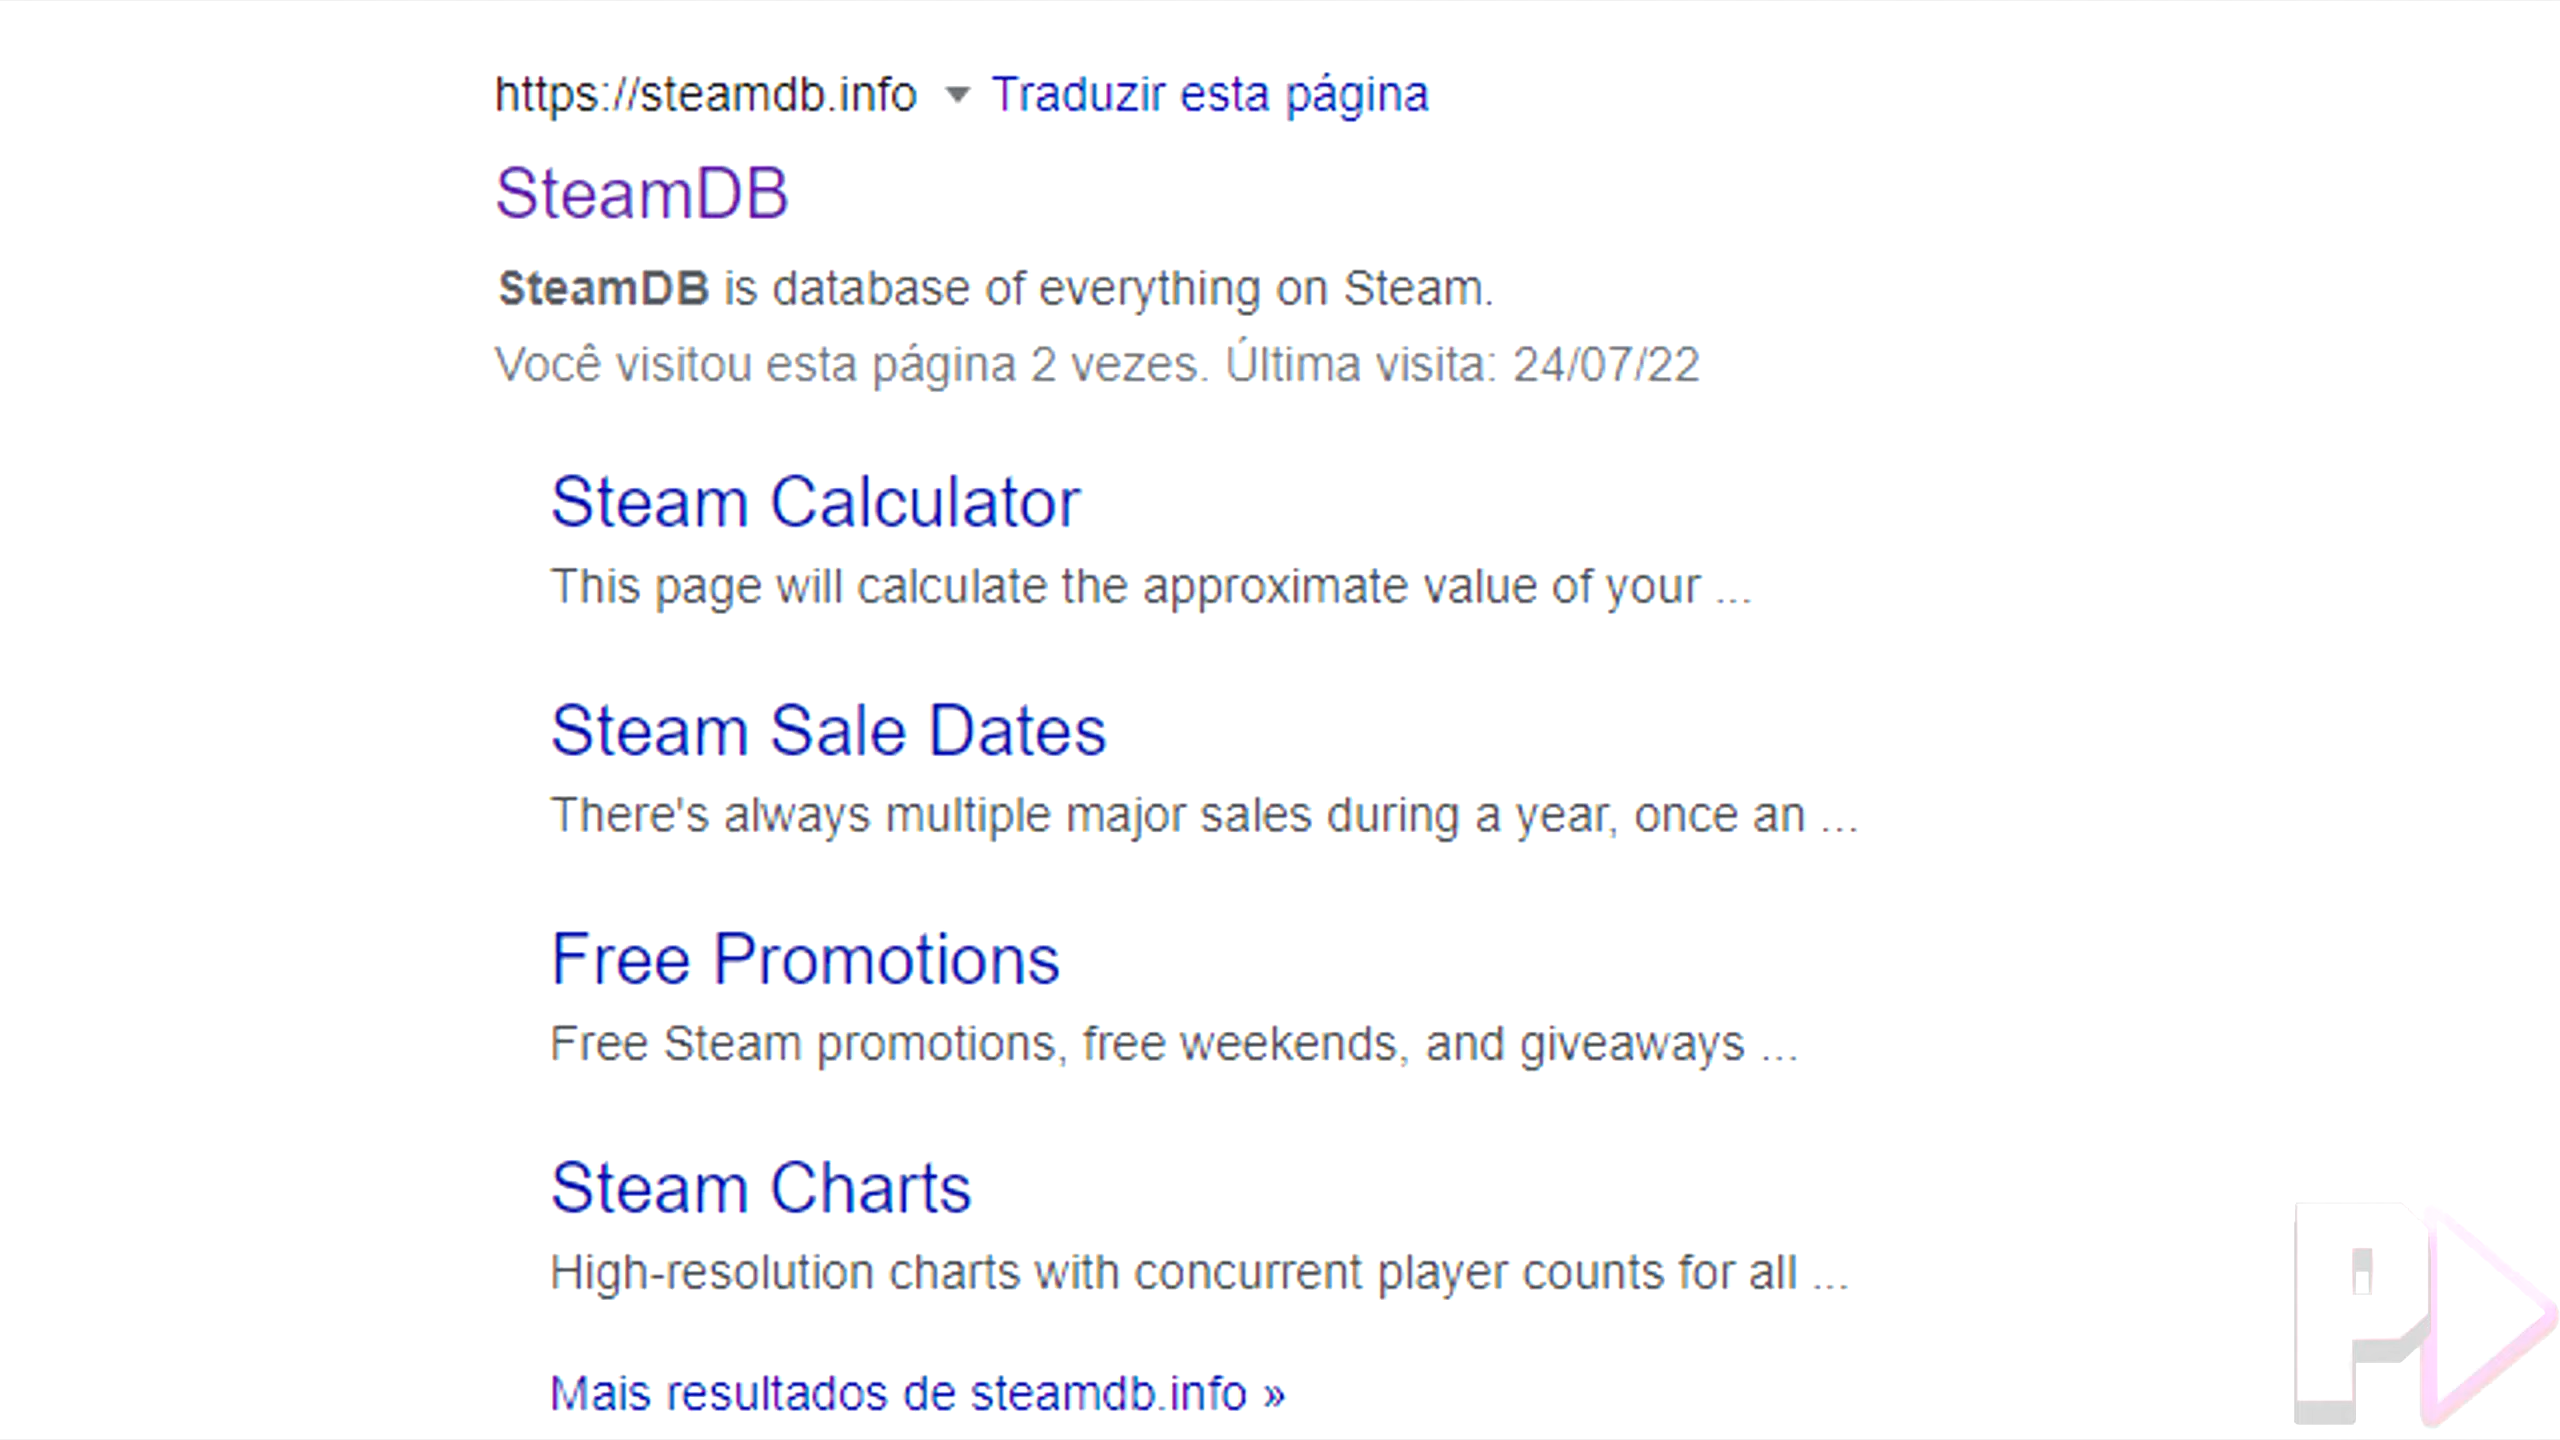 https://steamdb.info ▼ Traduzir esta página
SteamDB
SteamDB is database of everything on Steam.
Você visitou esta página 2 vezes. Última visita: 24/07/22
Steam Calculator
This page will calculate the approximate value of your ...
Steam Sale Dates
There's always multiple major sales during a year, once an ...
Free Promotions
Free Steam promotions, free weekends, and giveaways ...
Steam Charts
High-resolution charts with concurrent player counts for all ...
Mais resultados de steamdb.info »
P